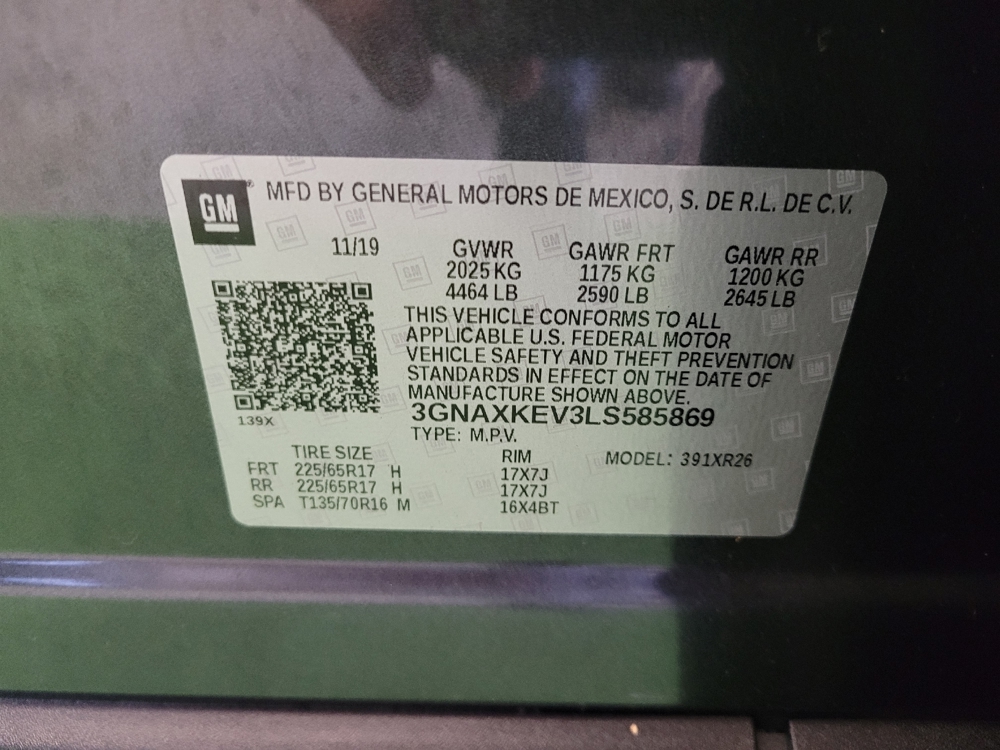 GM® MFD BY GENERAL MOTORS DE MEXICO, S. DE R.L. DE C.V.
11/19 GVWR GAWR FRT GAWR RR
2025 KG 1175 KG 1200 KG
4464 LB 2590 LB 2645 LB
THIS VEHICLE CONFORMS TO ALL
APPLICABLE U.S. FEDERAL MOTOR
VEHICLE SAFETY AND THEFT PREVENTION
STANDARDS IN EFFECT ON THE DATE OF
MANUFACTURE SHOWN ABOVE.
3GNAXKEV3LS585869
139X
TYPE: M.P.V.
TIRE SIZE RIM MODEL: 391XR26
FRT 225/65R17 H 17X7J
RR 225/65R17 H 17X7J
SPA T135/70R16 M 16X4BT